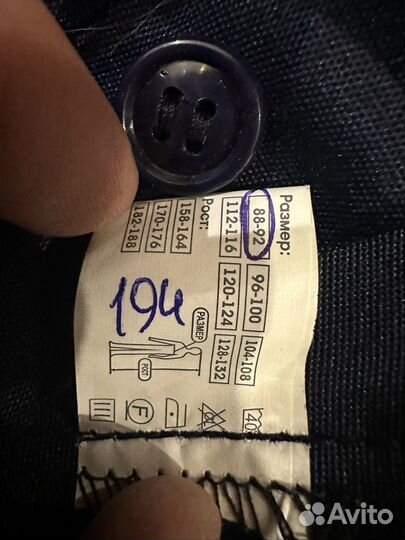 Размер:
88-92 96-100 104-108
112-116 120-124 128-132
Рост:
158-164
170-176
182-188
194
РАЗМЕР
РОСТ
40°
F
Avito